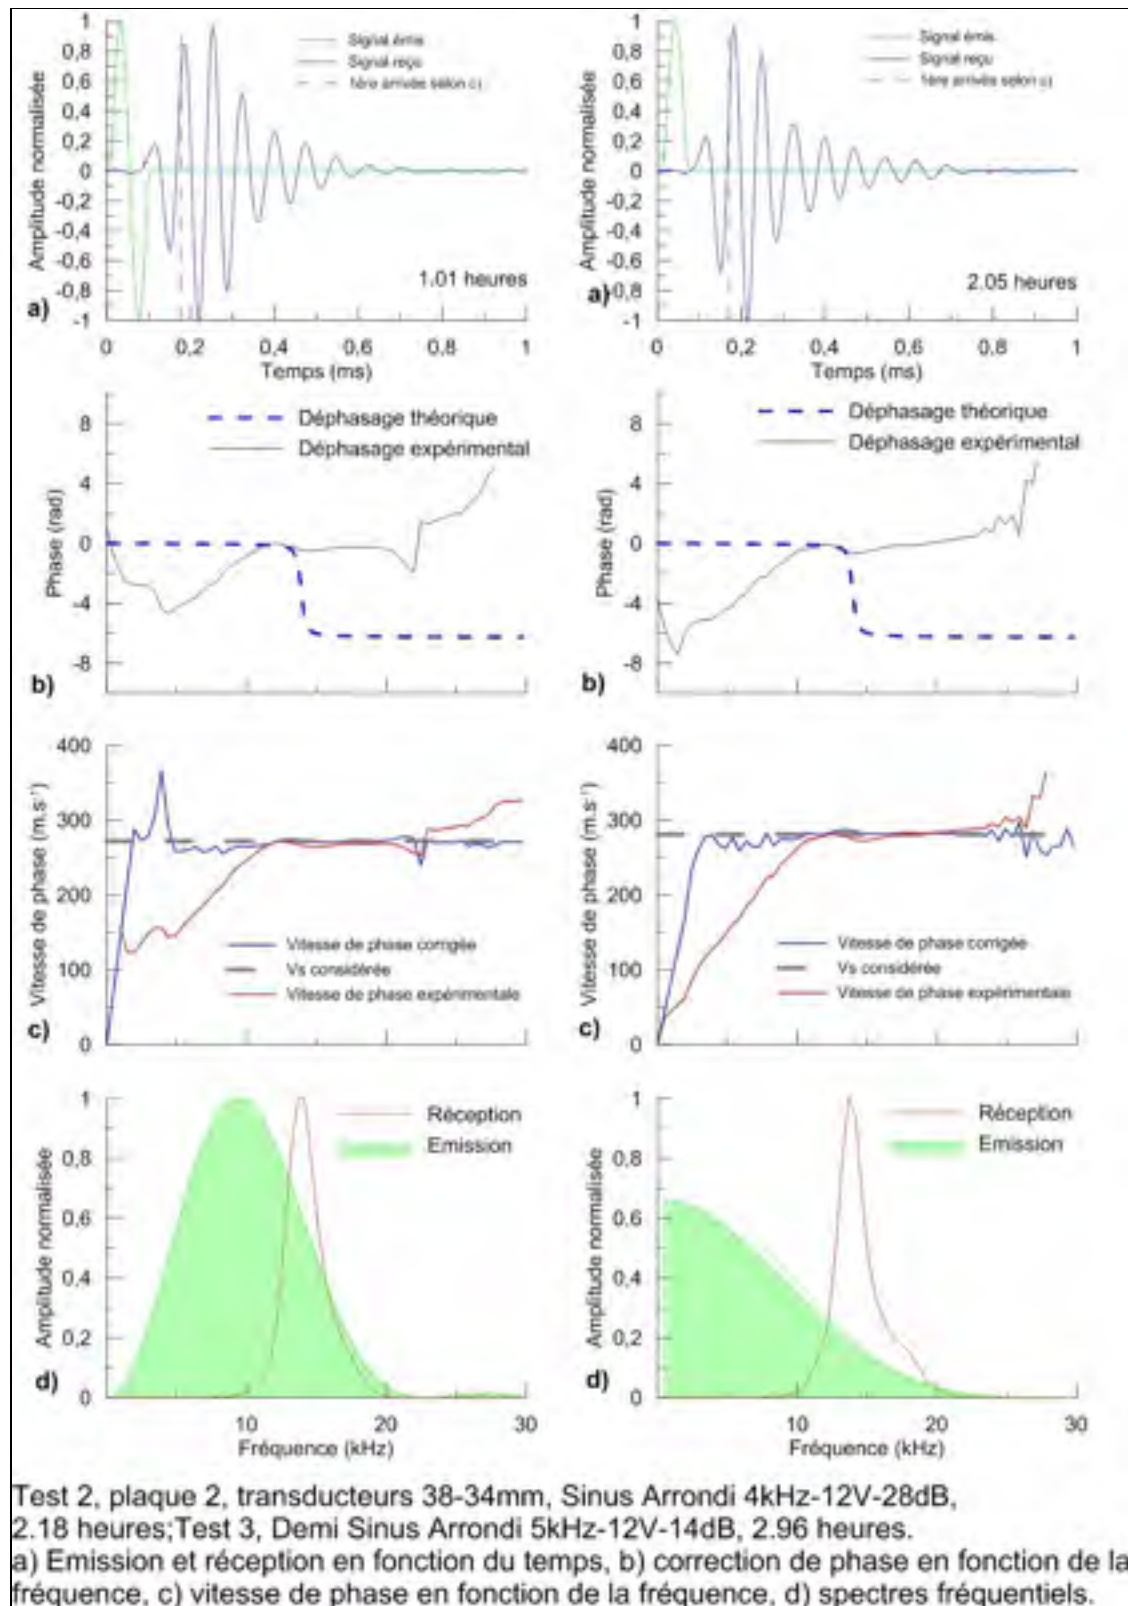 Signal émis
Signal reçu
1ère arrivée selon c)
Amplitude normalisée
1
0,8
0,6
0,4
0,2
0
-0,2
-0,4
-0,6
-0,8
-1
1.01 heures
a)
0 0,2 0,4 0,6 0,8 1
Temps (ms)
Signal émis
Signal reçu
1ère arrivée selon c)
Amplitude normalisée
1
0,8
0,6
0,4
0,2
0
-0,2
-0,4
-0,6
-0,8
-1
2.05 heures
a)
0 0,2 0,4 0,6 0,8 1
Temps (ms)
Déphasage théorique
Déphasage expérimental
Phase (rad)
8
4
0
-4
-8
b)
Déphasage théorique
Déphasage expérimental
Phase (rad)
8
4
0
-4
-8
b)
Vitesse de phase (m.s-1)
400
300
200
100
0
Vitesse de phase corrigée
Vs considérée
Vitesse de phase expérimentale
c)
Vitesse de phase (m.s-1)
400
300
200
100
0
Vitesse de phase corrigée
Vs considérée
Vitesse de phase expérimentale
c)
Réception
Emission
Amplitude normalisée
1
0,8
0,6
0,4
0,2
0
d)
10 20 30
Fréquence (kHz)
Réception
Emission
Amplitude normalisée
1
0,8
0,6
0,4
0,2
0
d)
0 10 20 30
Fréquence (kHz)
Test 2, plaque 2, transducteurs 38-34mm, Sinus Arrondi 4kHz-12V-28dB,
2.18 heures;Test 3, Demi Sinus Arrondi 5kHz-12V-14dB, 2.96 heures.
a) Emission et réception en fonction du temps, b) correction de phase en fonction de la
fréquence, c) vitesse de phase en fonction de la fréquence, d) spectres fréquentiels.